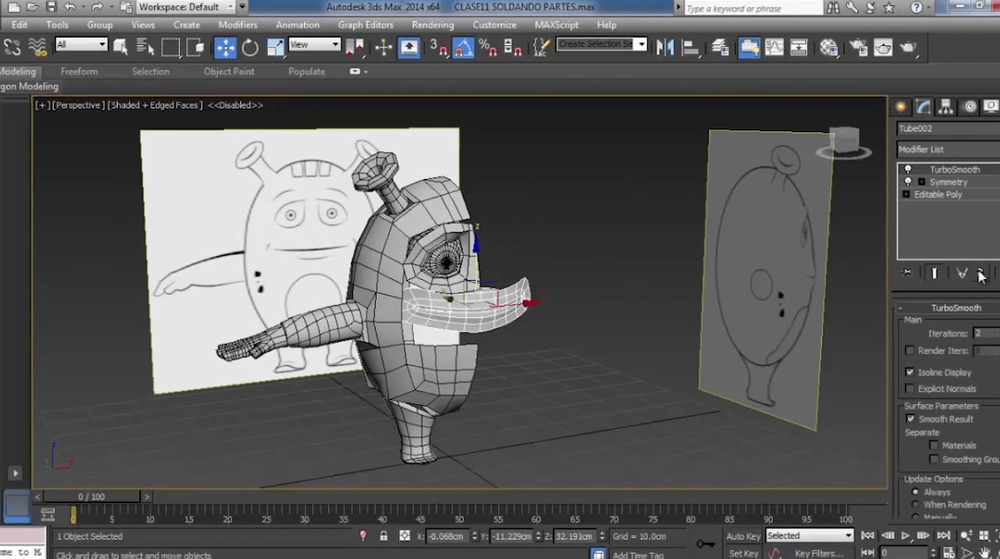 Workspace: Default
Autodesk 3ds Max 2014 x64 CLASE11 SOLDANDO PARTES.max
Type a keyword or phrase
Edit Tools Group Views Create Modifiers Animation Graph Editors Rendering Customize MAXScript Help
All View 3 % Create Selection Se
Modeling Freeform Selection Object Paint Populate
gon Modeling
[+][Perspective][Shaded + Edged Faces] <<Disabled>>
Tube002
Modifier List
TurboSmooth
Symmetry
Editable Poly
z
- TurboSmooth
Main
Iterations: 2
Render Iters: 0
Isoline Display
Explicit Normals
Surface Parameters
Smooth Result
Separate
Materials
Smoothing Grou
Update Options
Always
When Rendering
Manually
z
x
< 0 / 100 >
0 5 10 15 20 25 30 35 40 45 50 55 60 65 70 75 80 85 90 95 100
1 Object Selected X: -0.068cm Y: -11.229cm Z: 32.191cm Grid = 10.0cm Auto Key Selected
ome to M Click and drag to select and move objects Add Time Tag Set Key Key Filters... 0